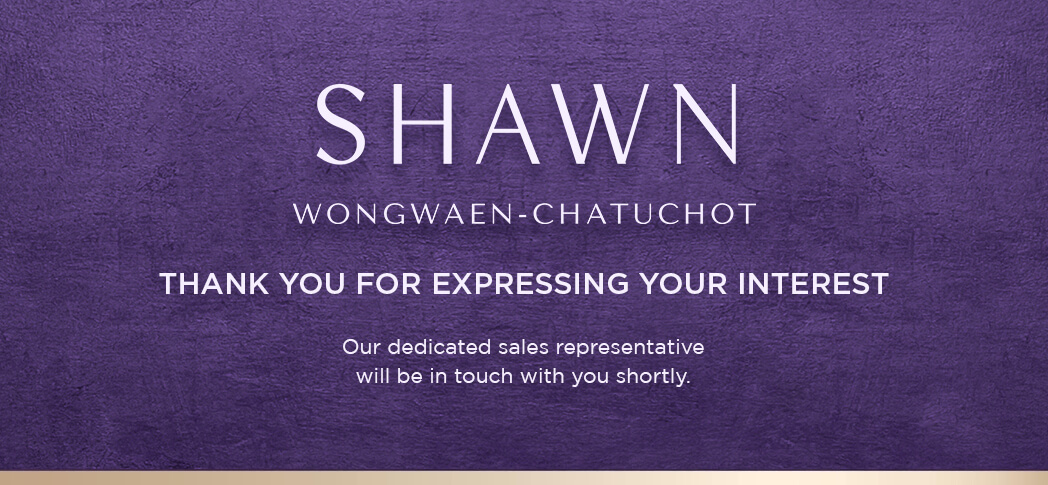 SHAWN
WONGWAEN-CHATUCHOT
THANK YOU FOR EXPRESSING YOUR INTEREST
Our dedicated sales representative
will be in touch with you shortly.